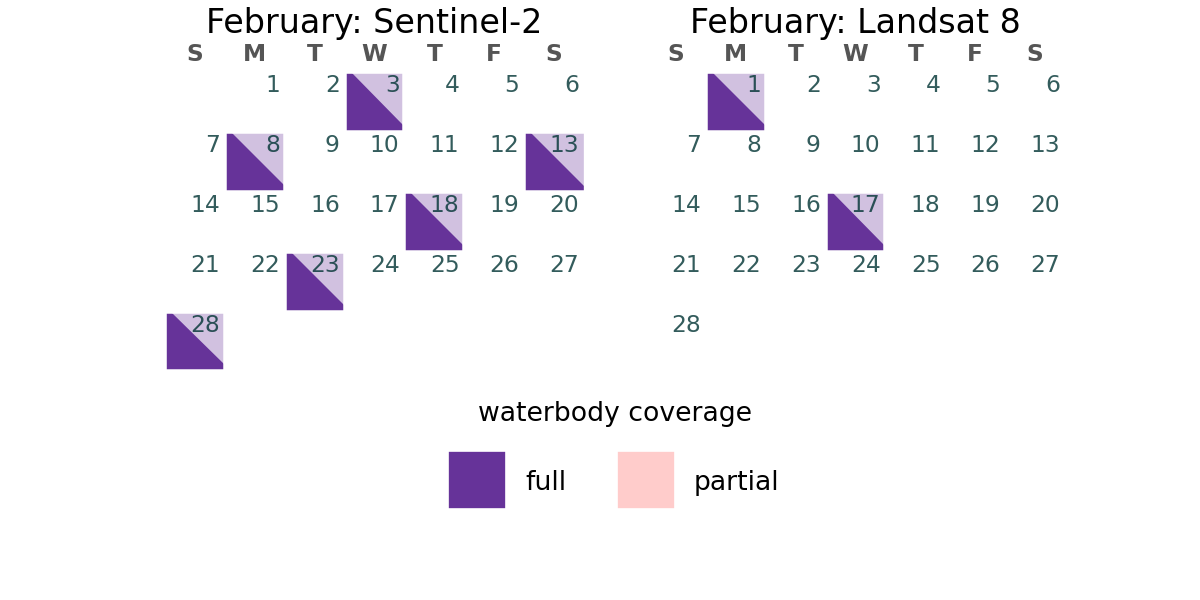 February: Sentinel-2
S M T W T F S
1 2 3 4 5 6
7 8 9 10 11 12 13
14 15 16 17 18 19 20
21 22 23 24 25 26 27
28
February: Landsat 8
S M T W T F S
1 2 3 4 5 6
7 8 9 10 11 12 13
14 15 16 17 18 19 20
21 22 23 24 25 26 27
28
waterbody coverage
full partial